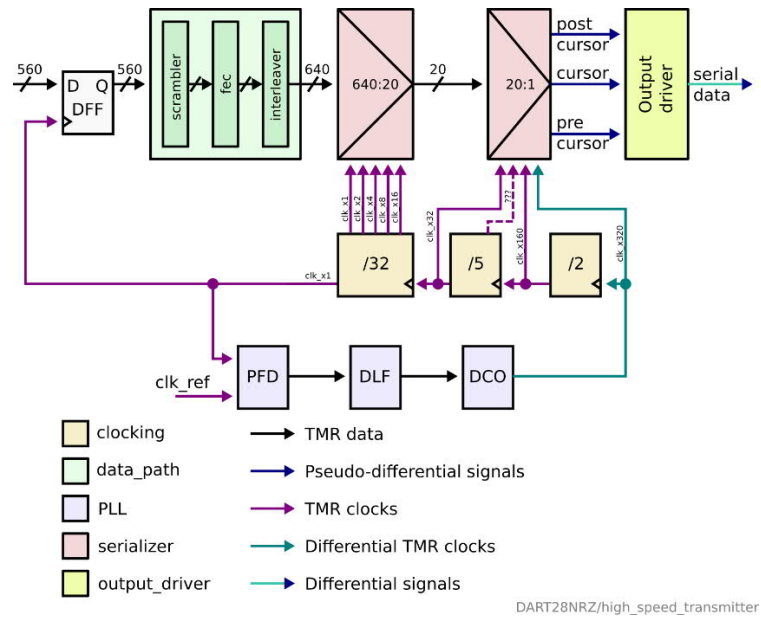 560
D Q
DFF
560
scrambler
fec
interleaver
640
640:20
20
20:1
post
cursor
cursor
pre
cursor
Output
driver
serial
data
clk_x1
clk_x2
clk_x4
clk_x8
clk_x16
clk_x32
???
clk_x160
clk_x320
clk_x1
/32
/5
/2
clk_ref
PFD
DLF
DCO
clocking
data_path
PLL
serializer
output_driver
TMR data
Pseudo-differential signals
TMR clocks
Differential TMR clocks
Differential signals
DART28NRZ/high_speed_transmitter